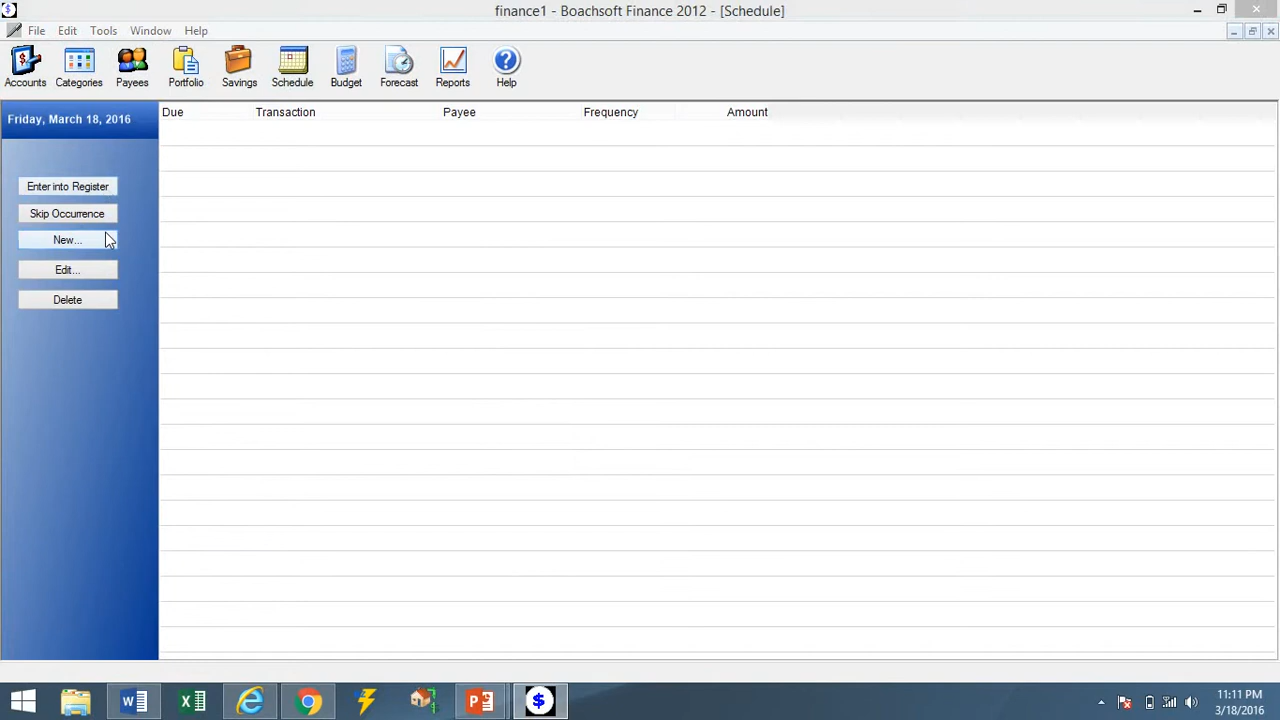 finance1 - Boachsoft Finance 2012 - [Schedule]
File Edit Tools Window Help
Accounts Categories Payees Portfolio Savings Schedule Budget Forecast Reports Help
Friday, March 18, 2016
Due Transaction Payee Frequency Amount
Enter into Register
Skip Occurrence
New...
Edit...
Delete
11:11 PM
3/18/2016